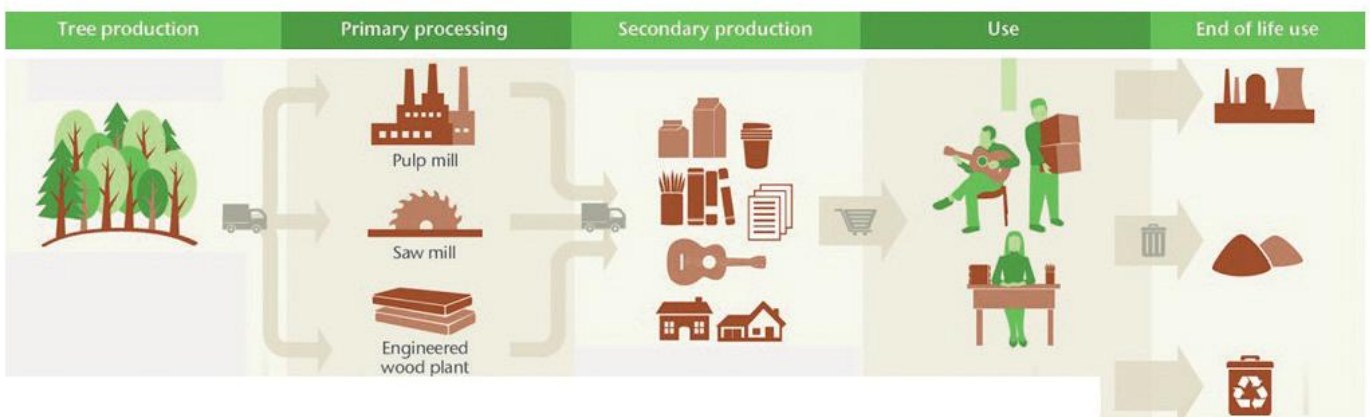 Tree production
Primary processing
Secondary production
Use
End of life use
Pulp mill
Saw mill
Engineered
wood plant